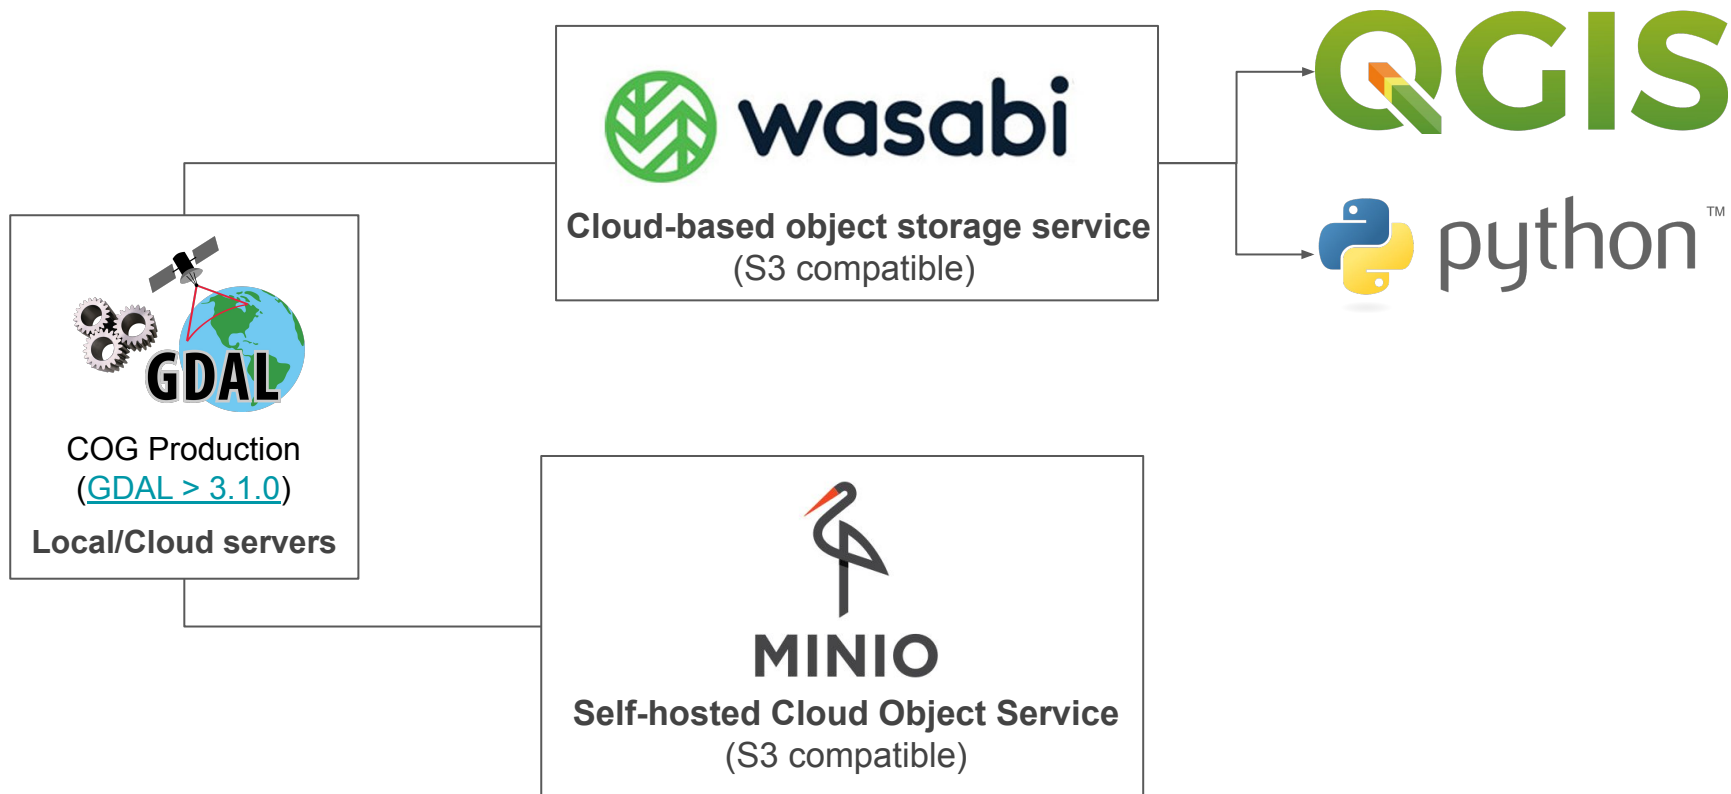 wasabi
Cloud-based object storage service
(S3 compatible)
QGIS
python™
GDAL
COG Production
(GDAL > 3.1.0)
Local/Cloud servers
MINIO
Self-hosted Cloud Object Service
(S3 compatible)